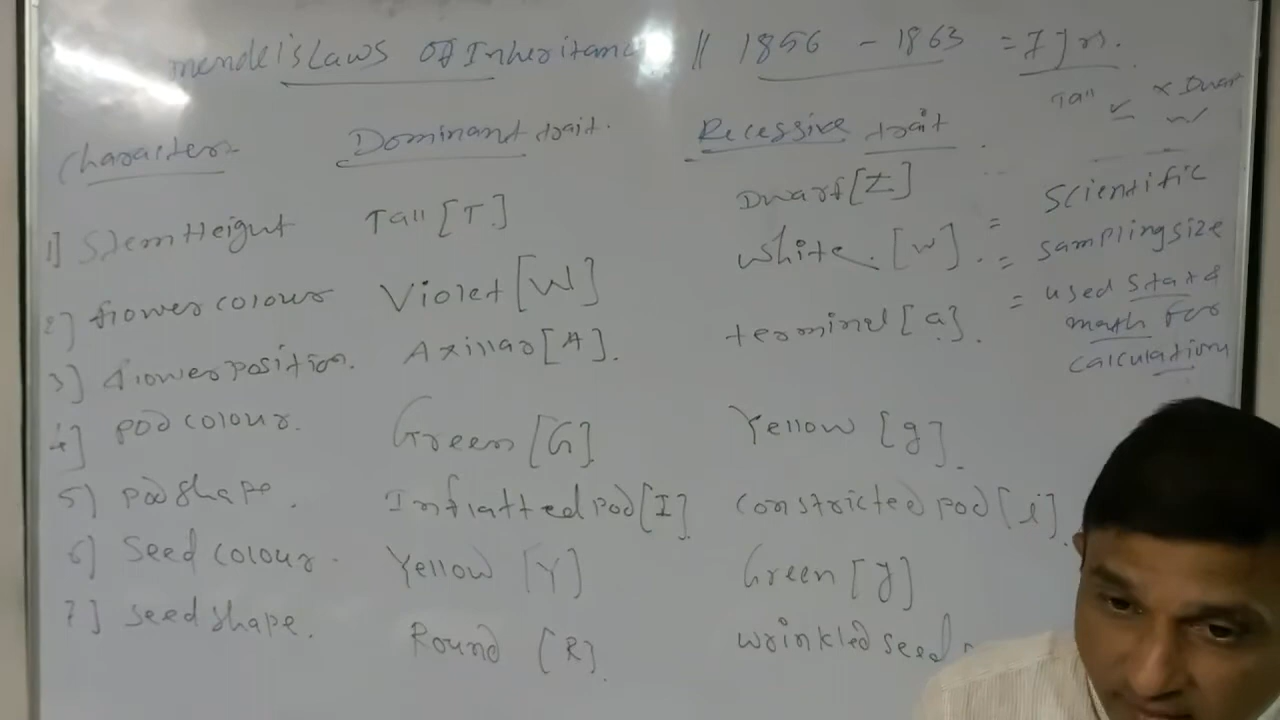 mendel's Laws Of Inheritanc // 1856 - 1863 = 7 yrs.
Tall × Dwar
Characters Dominant trait. Recessive trait
1] Stem Height Tall [T] Dwarf [t]
2] flower colour Violet [W] White. [w].
3] flower position. Axillar [A]. terminal [a].
4] pod colour. Green [G]. Yellow [g].
5) pod shape. Inflatted pod [I] constricted pod [i].
6] Seed colour. Yellow [Y] Green [y]
7] seed shape. Round [R]. wrinkled seed
= Scientific
= sampling size
= used stat &
math for
calculation